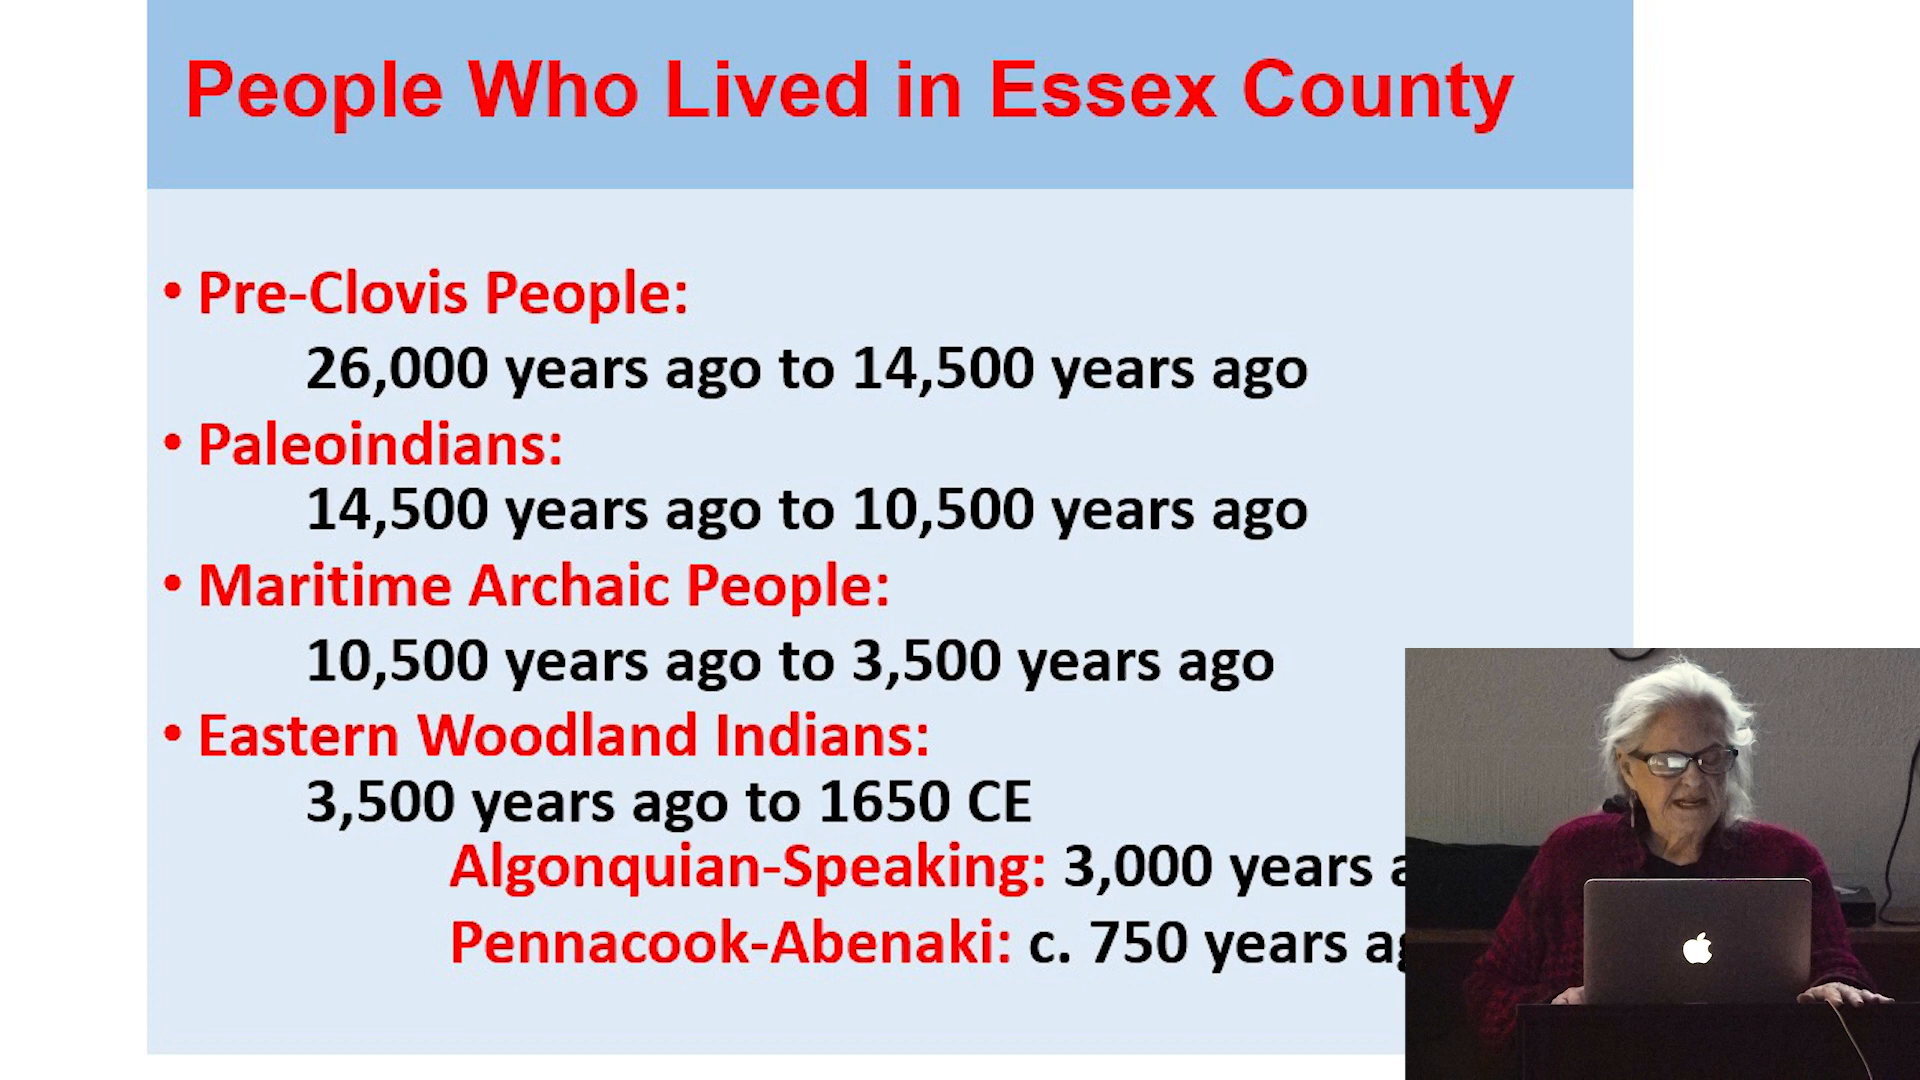 People Who Lived in Essex County
• Pre-Clovis People:
26,000 years ago to 14,500 years ago
• Paleoindians:
14,500 years ago to 10,500 years ago
• Maritime Archaic People:
10,500 years ago to 3,500 years ago
• Eastern Woodland Indians:
3,500 years ago to 1650 CE
Algonquian-Speaking: 3,000 years
Pennacook-Abenaki: c. 750 years